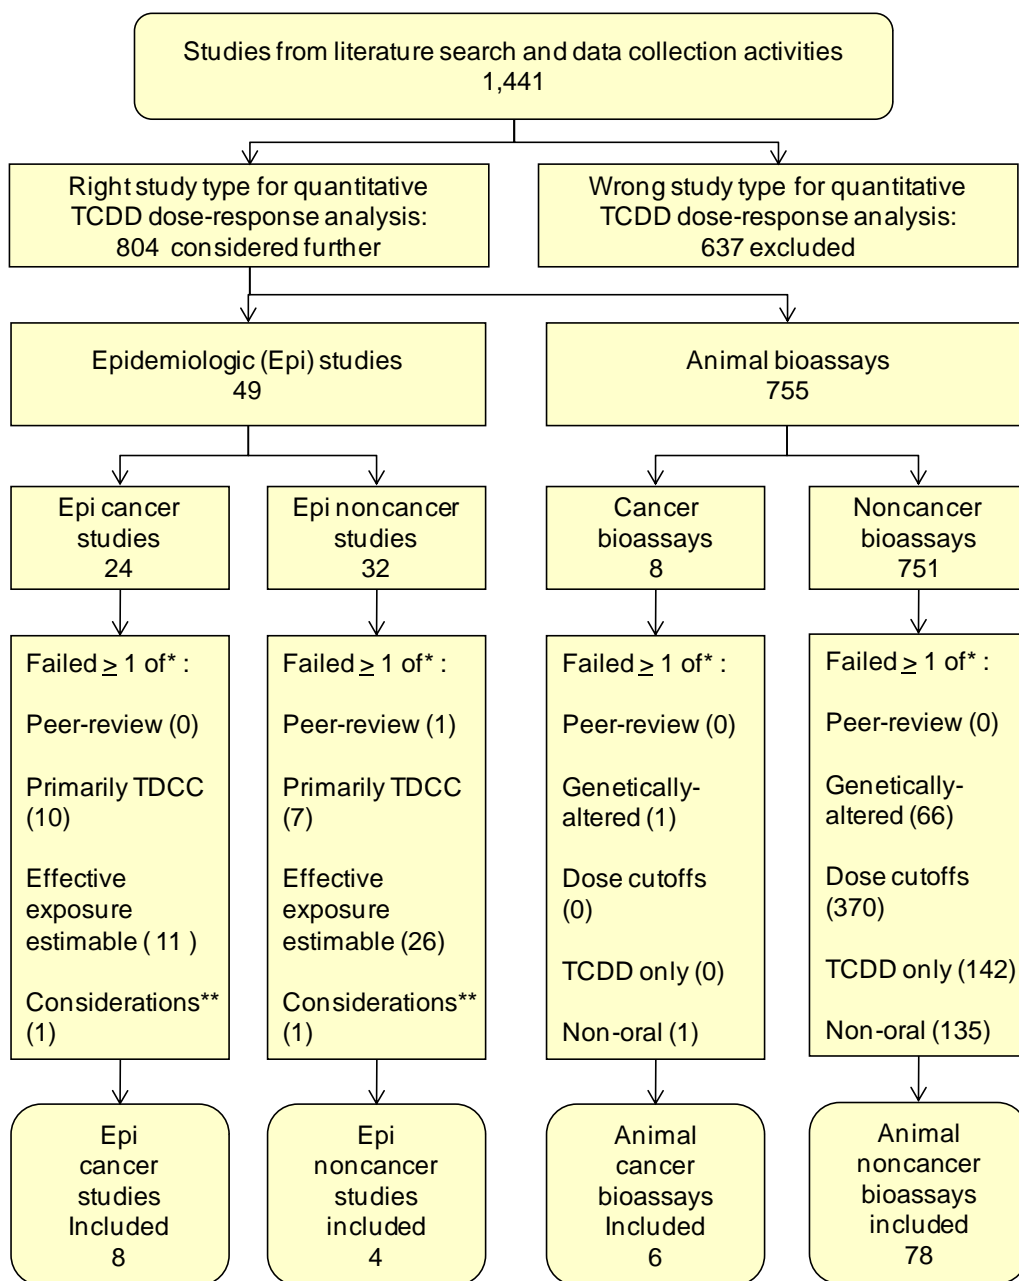 Studies from literature search and data collection activities
1,441
Right study type for quantitative
TCDD dose-response analysis:
804 considered further
Wrong study type for quantitative
TCDD dose-response analysis:
637 excluded
Epidemiologic (Epi) studies
49
Animal bioassays
755
Epi cancer
studies
24
Epi noncancer
studies
32
Cancer
bioassays
8
Noncancer
bioassays
751
Failed ≥ 1 of* :
Peer-review (0)
Primarily TDCC
(10)
Effective
exposure
estimable ( 11 )
Considerations**
(1)
Failed ≥ 1 of* :
Peer-review (1)
Primarily TDCC
(7)
Effective
exposure
estimable (26)
Considerations**
(1)
Failed ≥ 1 of* :
Peer-review (0)
Genetically-
altered (1)
Dose cutoffs
(0)
TCDD only (0)
Non-oral (1)
Failed ≥ 1 of* :
Peer-review (0)
Genetically-
altered (66)
Dose cutoffs
(370)
TCDD only (142)
Non-oral (135)
Epi
cancer
studies
Included
8
Epi
noncancer
studies
included
4
Animal
cancer
bioassays
Included
6
Animal
noncancer
bioassays
included
78